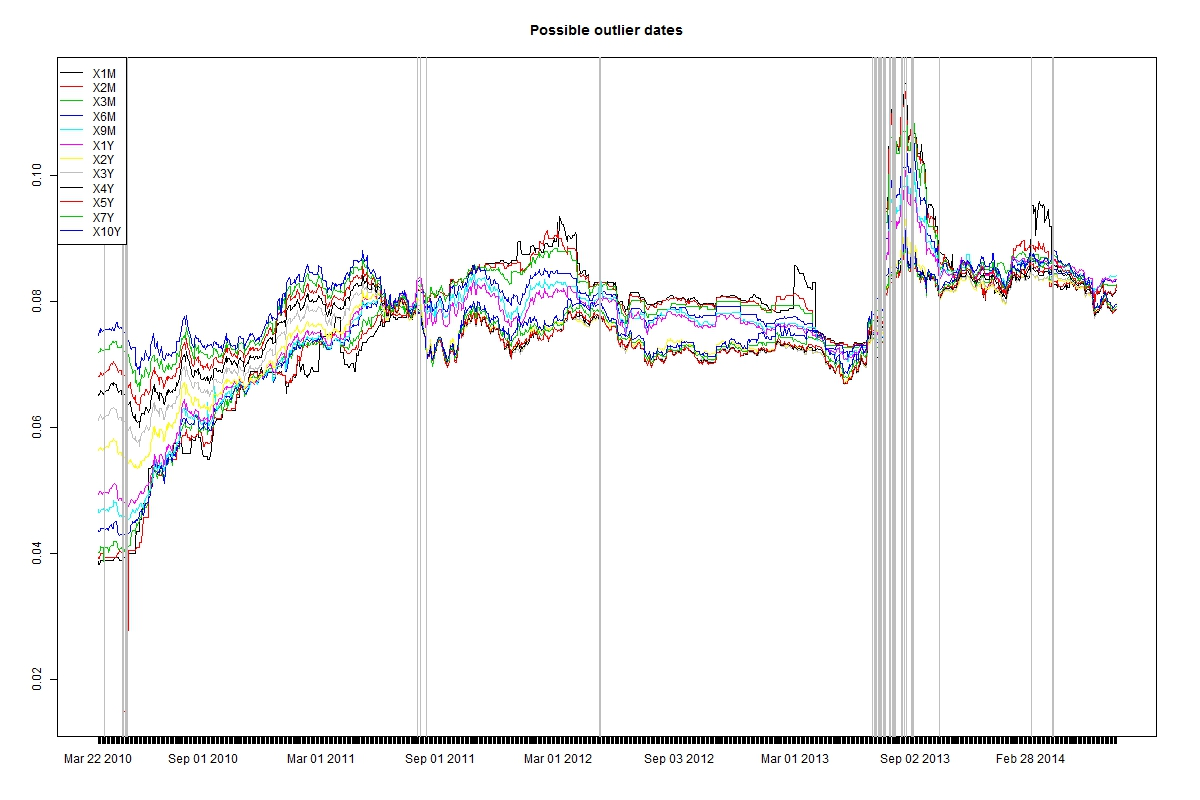 Possible outlier dates
X1M
X2M
X3M
X6M
X9M
X1Y
X2Y
X3Y
X4Y
X5Y
X7Y
X10Y
0.10
0.08
0.06
0.04
0.02
Mar 22 2010 Sep 01 2010 Mar 01 2011 Sep 01 2011 Mar 01 2012 Sep 03 2012 Mar 01 2013 Sep 02 2013 Feb 28 2014